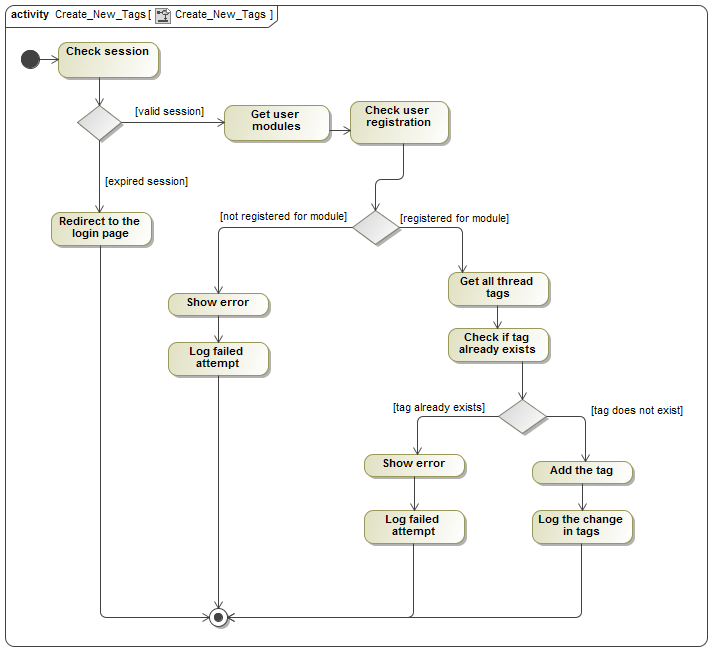 activity Create_New_Tags [ Create_New_Tags ]
Check session
[valid session]
Get user
modules
Check user
registration
[expired session]
Redirect to the
login page
[not registered for module]
[registered for module]
Get all thread
tags
Show error
Check if tag
already exists
Log failed
attempt
[tag already exists]
[tag does not exist]
Show error
Add the tag
Log failed
attempt
Log the change
in tags